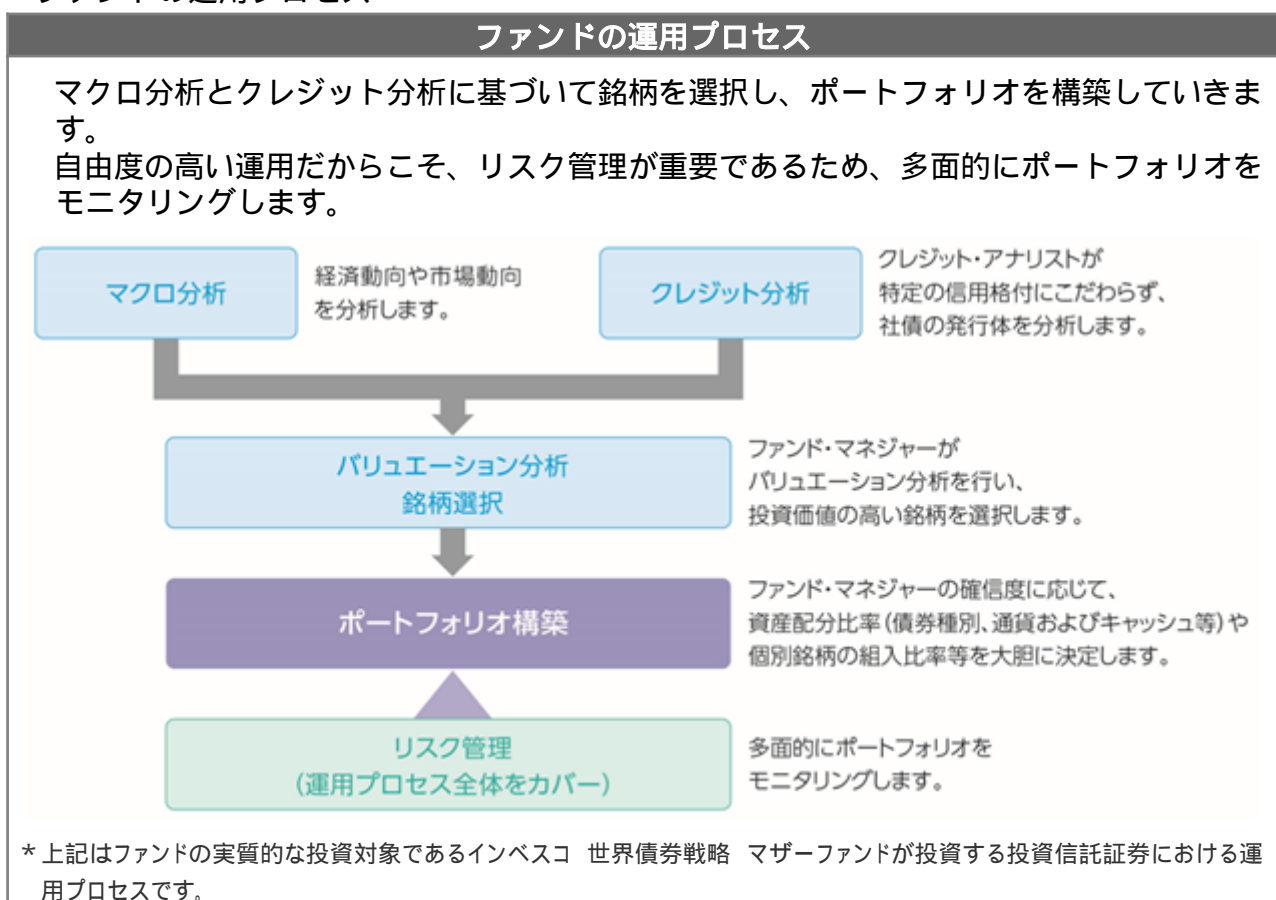 ファンドの運用プロセス
ファンドの運用プロセス
マクロ分析とクレジット分析に基づいて銘柄を選択し、ポートフォリオを構築していきま
す。
自由度の高い運用だからこそ、リスク管理が重要であるため、多面的にポートフォリオを
モニタリングします。
マクロ分析
経済動向や市場動向
を分析します。
クレジット分析
クレジット・アナリストが
特定の信用格付にこだわらず、
社債の発行体を分析します。
バリュエーション分析
銘柄選択
ファンド・マネジャーが
バリュエーション分析を行い、
投資価値の高い銘柄を選択します。
ポートフォリオ構築
ファンド・マネジャーの確信度に応じて、
資産配分比率(債券種別、通貨およびキャッシュ等)や
個別銘柄の組入比率等を大胆に決定します。
リスク管理
(運用プロセス全体をカバー)
多面的にポートフォリオを
モニタリングします。
*上記はファンドの実質的な投資対象であるインベスコ 世界債券戦略 マザーファンドが投資する投資信託証券における運
用プロセスです。